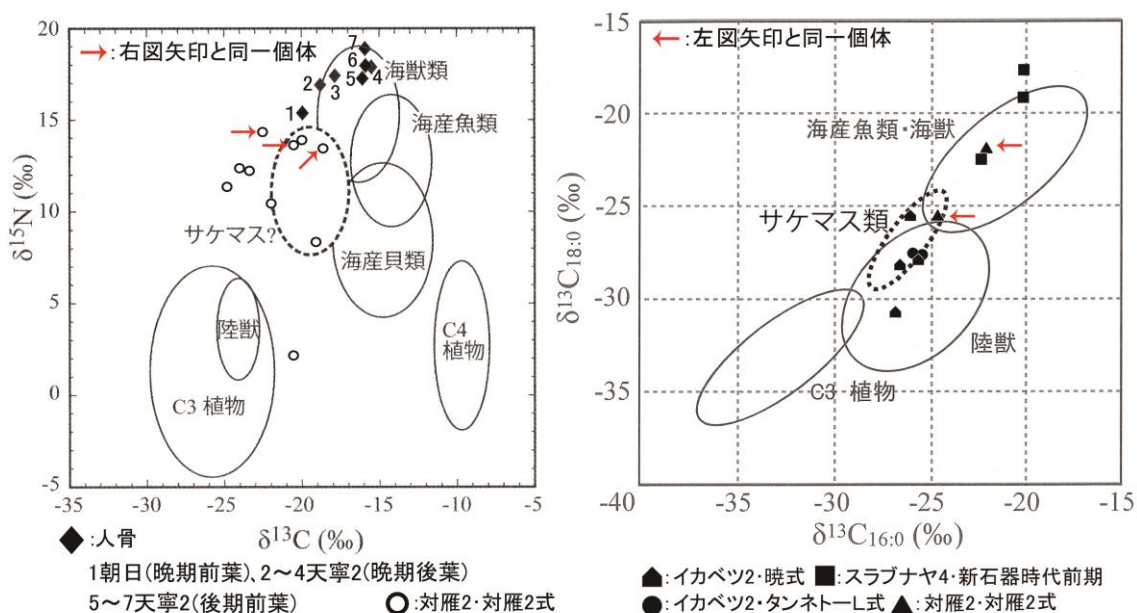 →:右図矢印と同一個体
20
15
10
5
0
-5
δ¹⁵N (‰)
7
6
5
4
3
2
1
海獣類
海産魚類
サケマス?
海産貝類
陸獣
C3 植物
C4
植物
-35
-30
-25
-20
-15
-10
-5
δ¹³C (‰)
◆:人骨
1朝日(晩期前葉)、2~4天寧2(晩期後葉)
5~7天寧2(後期前葉) ○:対雁2・対雁2式
←:左図矢印と同一個体
-15
-20
-25
-30
-35
-40
δ¹³C₁₈:₀ (‰)
海産魚類・海獣
サケマス類
陸獣
C3 植物
-40
-35
-30
-25
-20
-15
δ¹³C₁₆:₀ (‰)
:イカベツ2・暁式 ■:スラブナヤ4・新石器時代前期
●:イカベツ2・タンネトーL式 ▲:対雁2・対雁2式